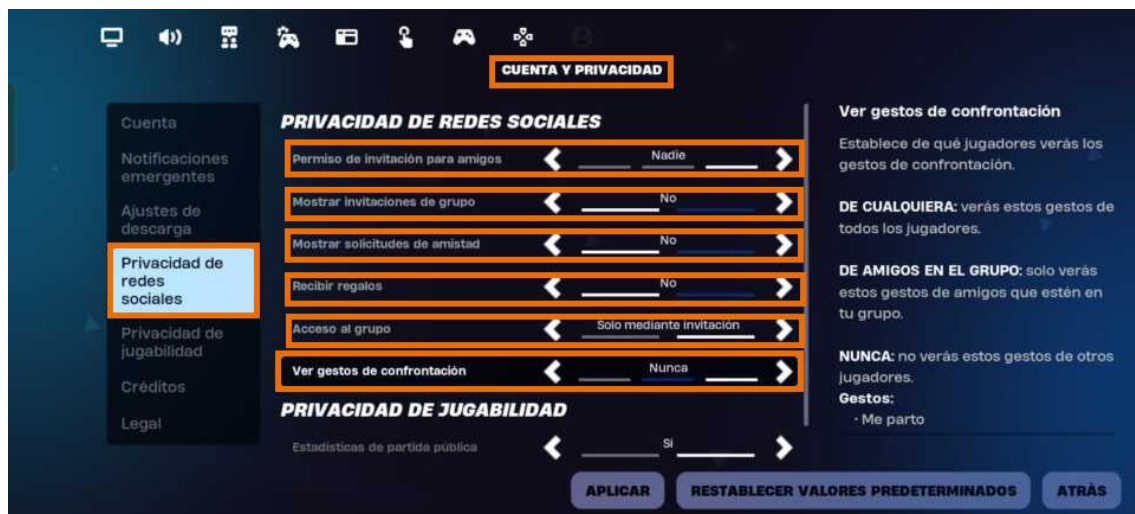 CUENTA Y PRIVACIDAD
Cuenta
Notificaciones
emergentes
Ajustes de
descarga
Privacidad de
redes
sociales
Privacidad de
jugabilidad
Créditos
Legal
PRIVACIDAD DE REDES SOCIALES
Permiso de invitación para amigos Nadie
Mostrar invitaciones de grupo No
Mostrar solicitudes de amistad No
Recibir regalos No
Acceso al grupo Solo mediante invitación
Ver gestos de confrontación Nunca
PRIVACIDAD DE JUGABILIDAD
Estadísticas de partida pública Sí
Ver gestos de confrontación
Establece de qué jugadores verás los
gestos de confrontación.
DE CUALQUIERA: verás estos gestos de
todos los jugadores.
DE AMIGOS EN EL GRUPO: solo verás
estos gestos de amigos que estén en
tu grupo.
NUNCA: no verás estos gestos de otros
jugadores.
Gestos:
· Me parto
APLICAR RESTABLECER VALORES PREDETERMINADOS ATRÁS